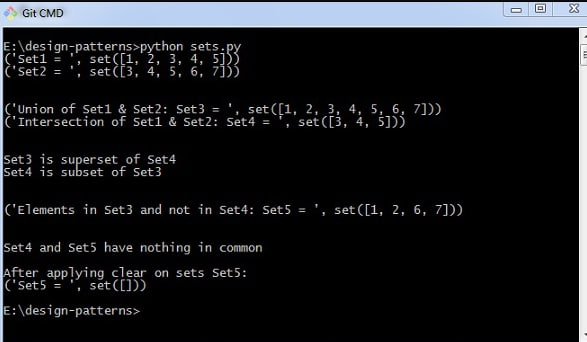 Git CMD
E:\design-patterns>python sets.py
('Set1 = ', set([1, 2, 3, 4, 5]))
('Set2 = ', set([3, 4, 5, 6, 7]))
('Union of Set1 & Set2: Set3 = ', set([1, 2, 3, 4, 5, 6, 7]))
('Intersection of Set1 & Set2: Set4 = ', set([3, 4, 5]))
Set3 is superset of Set4
Set4 is subset of Set3
('Elements in Set3 and not in Set4: Set5 = ', set([1, 2, 6, 7]))
Set4 and Set5 have nothing in common
After applying clear on sets Set5:
('Set5 = ', set([]))
E:\design-patterns>